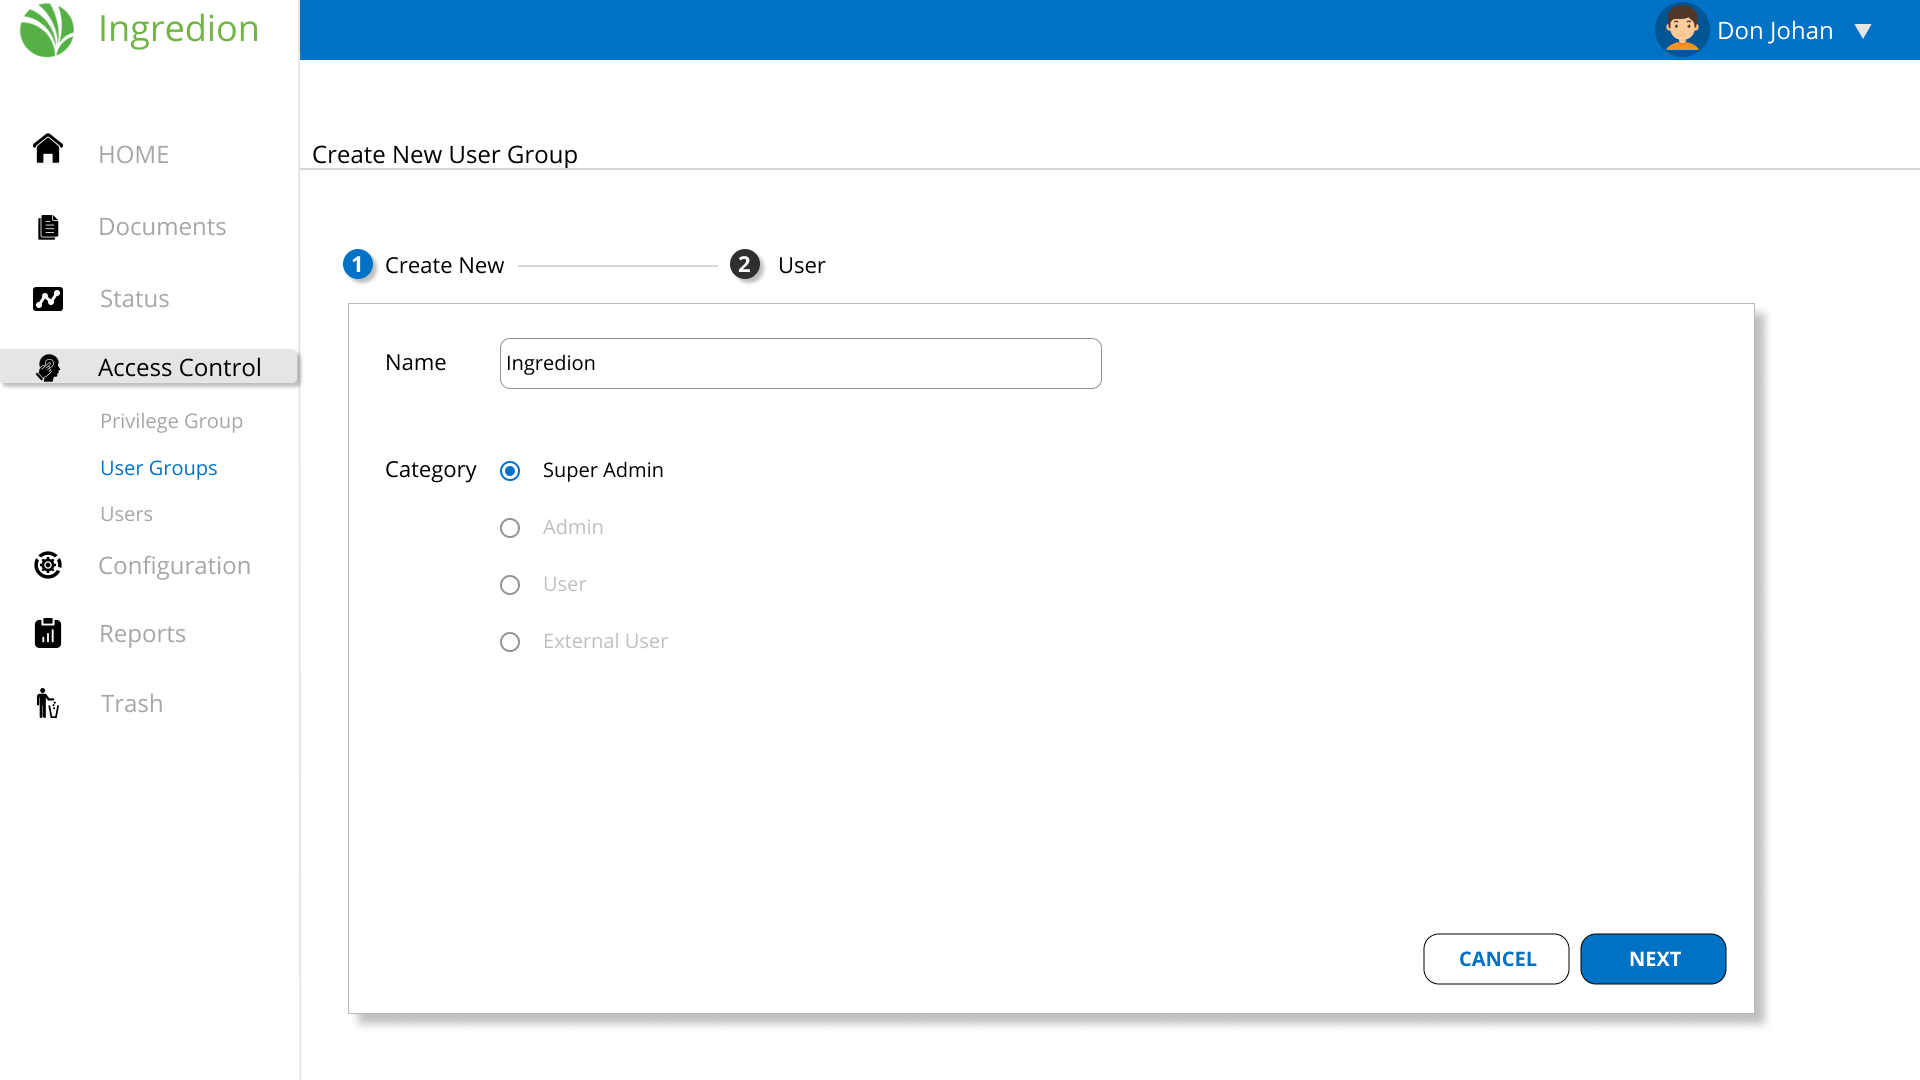 Ingredion
Don Johan
HOME
Documents
Status
Access Control
Privilege Group
User Groups
Users
Configuration
Reports
Trash
Create New User Group
1 Create New 2 User
Name Ingredion
Category Super Admin
Admin
User
External User
CANCEL NEXT